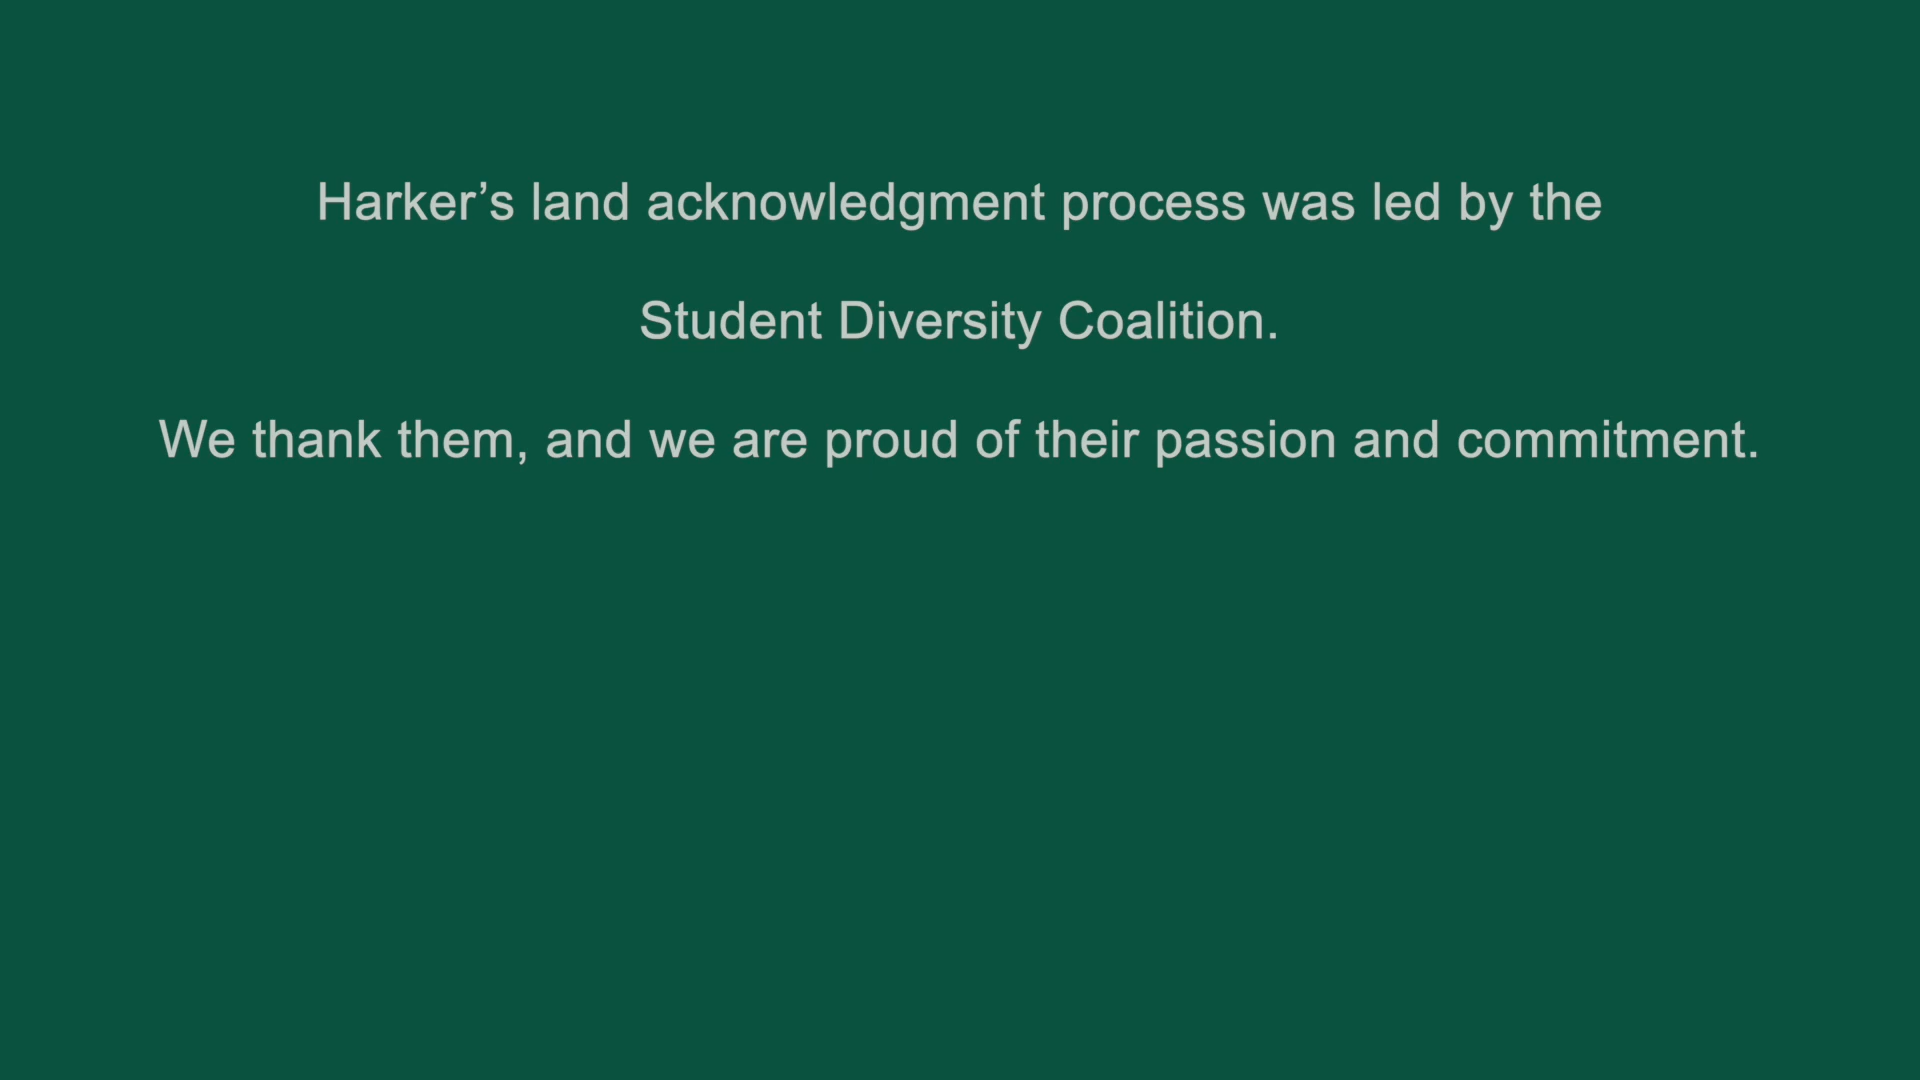 Harker’s land acknowledgment process was led by the
Student Diversity Coalition.
We thank them, and we are proud of their passion and commitment.